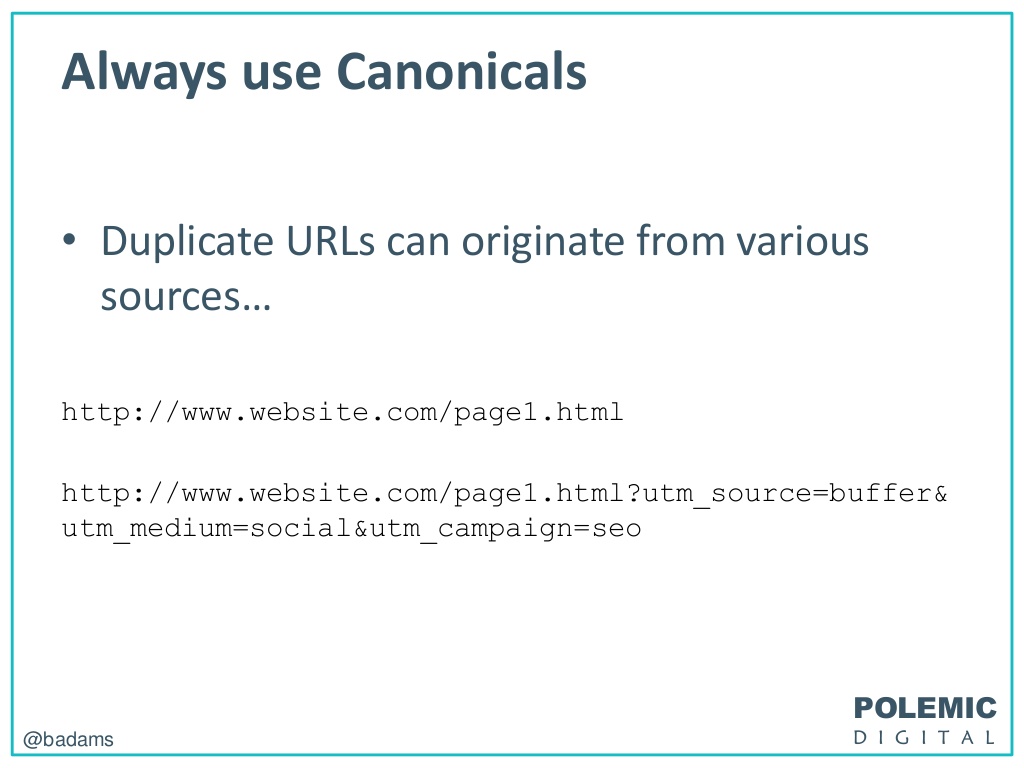 Always use Canonicals
• Duplicate URLs can originate from various
sources…
http://www.website.com/page1.html
http://www.website.com/page1.html?utm_source=buffer&
utm_medium=social&utm_campaign=seo
@badams
POLEMIC
DIGITAL